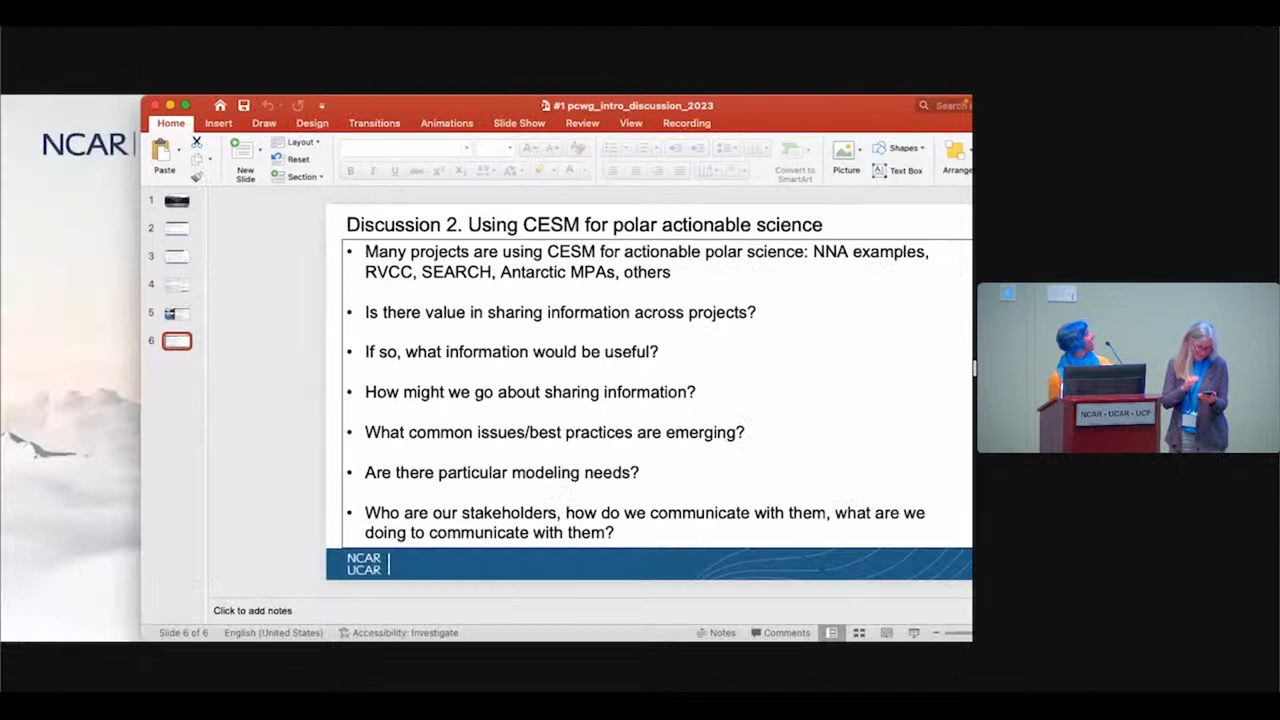 NCAR
#1 pcwg_intro_discussion_2023
Search
Home Insert Draw Design Transitions Animations Slide Show Review View Recording
Paste
New
Slide
Layout
Reset
Section
B I U abc X² X₂
Convert to
SmartArt
Picture
Shapes
Text Box
Arrange
1
2
3
4
5
6
Discussion 2. Using CESM for polar actionable science
• Many projects are using CESM for actionable polar science: NNA examples,
RVCC, SEARCH, Antarctic MPAs, others
• Is there value in sharing information across projects?
• If so, what information would be useful?
• How might we go about sharing information?
• What common issues/best practices are emerging?
• Are there particular modeling needs?
• Who are our stakeholders, how do we communicate with them, what are we
doing to communicate with them?
NCAR
UCAR
NCAR • UCAR • UCP
Click to add notes
Slide 6 of 6 English (United States) Accessibility: Investigate Notes Comments